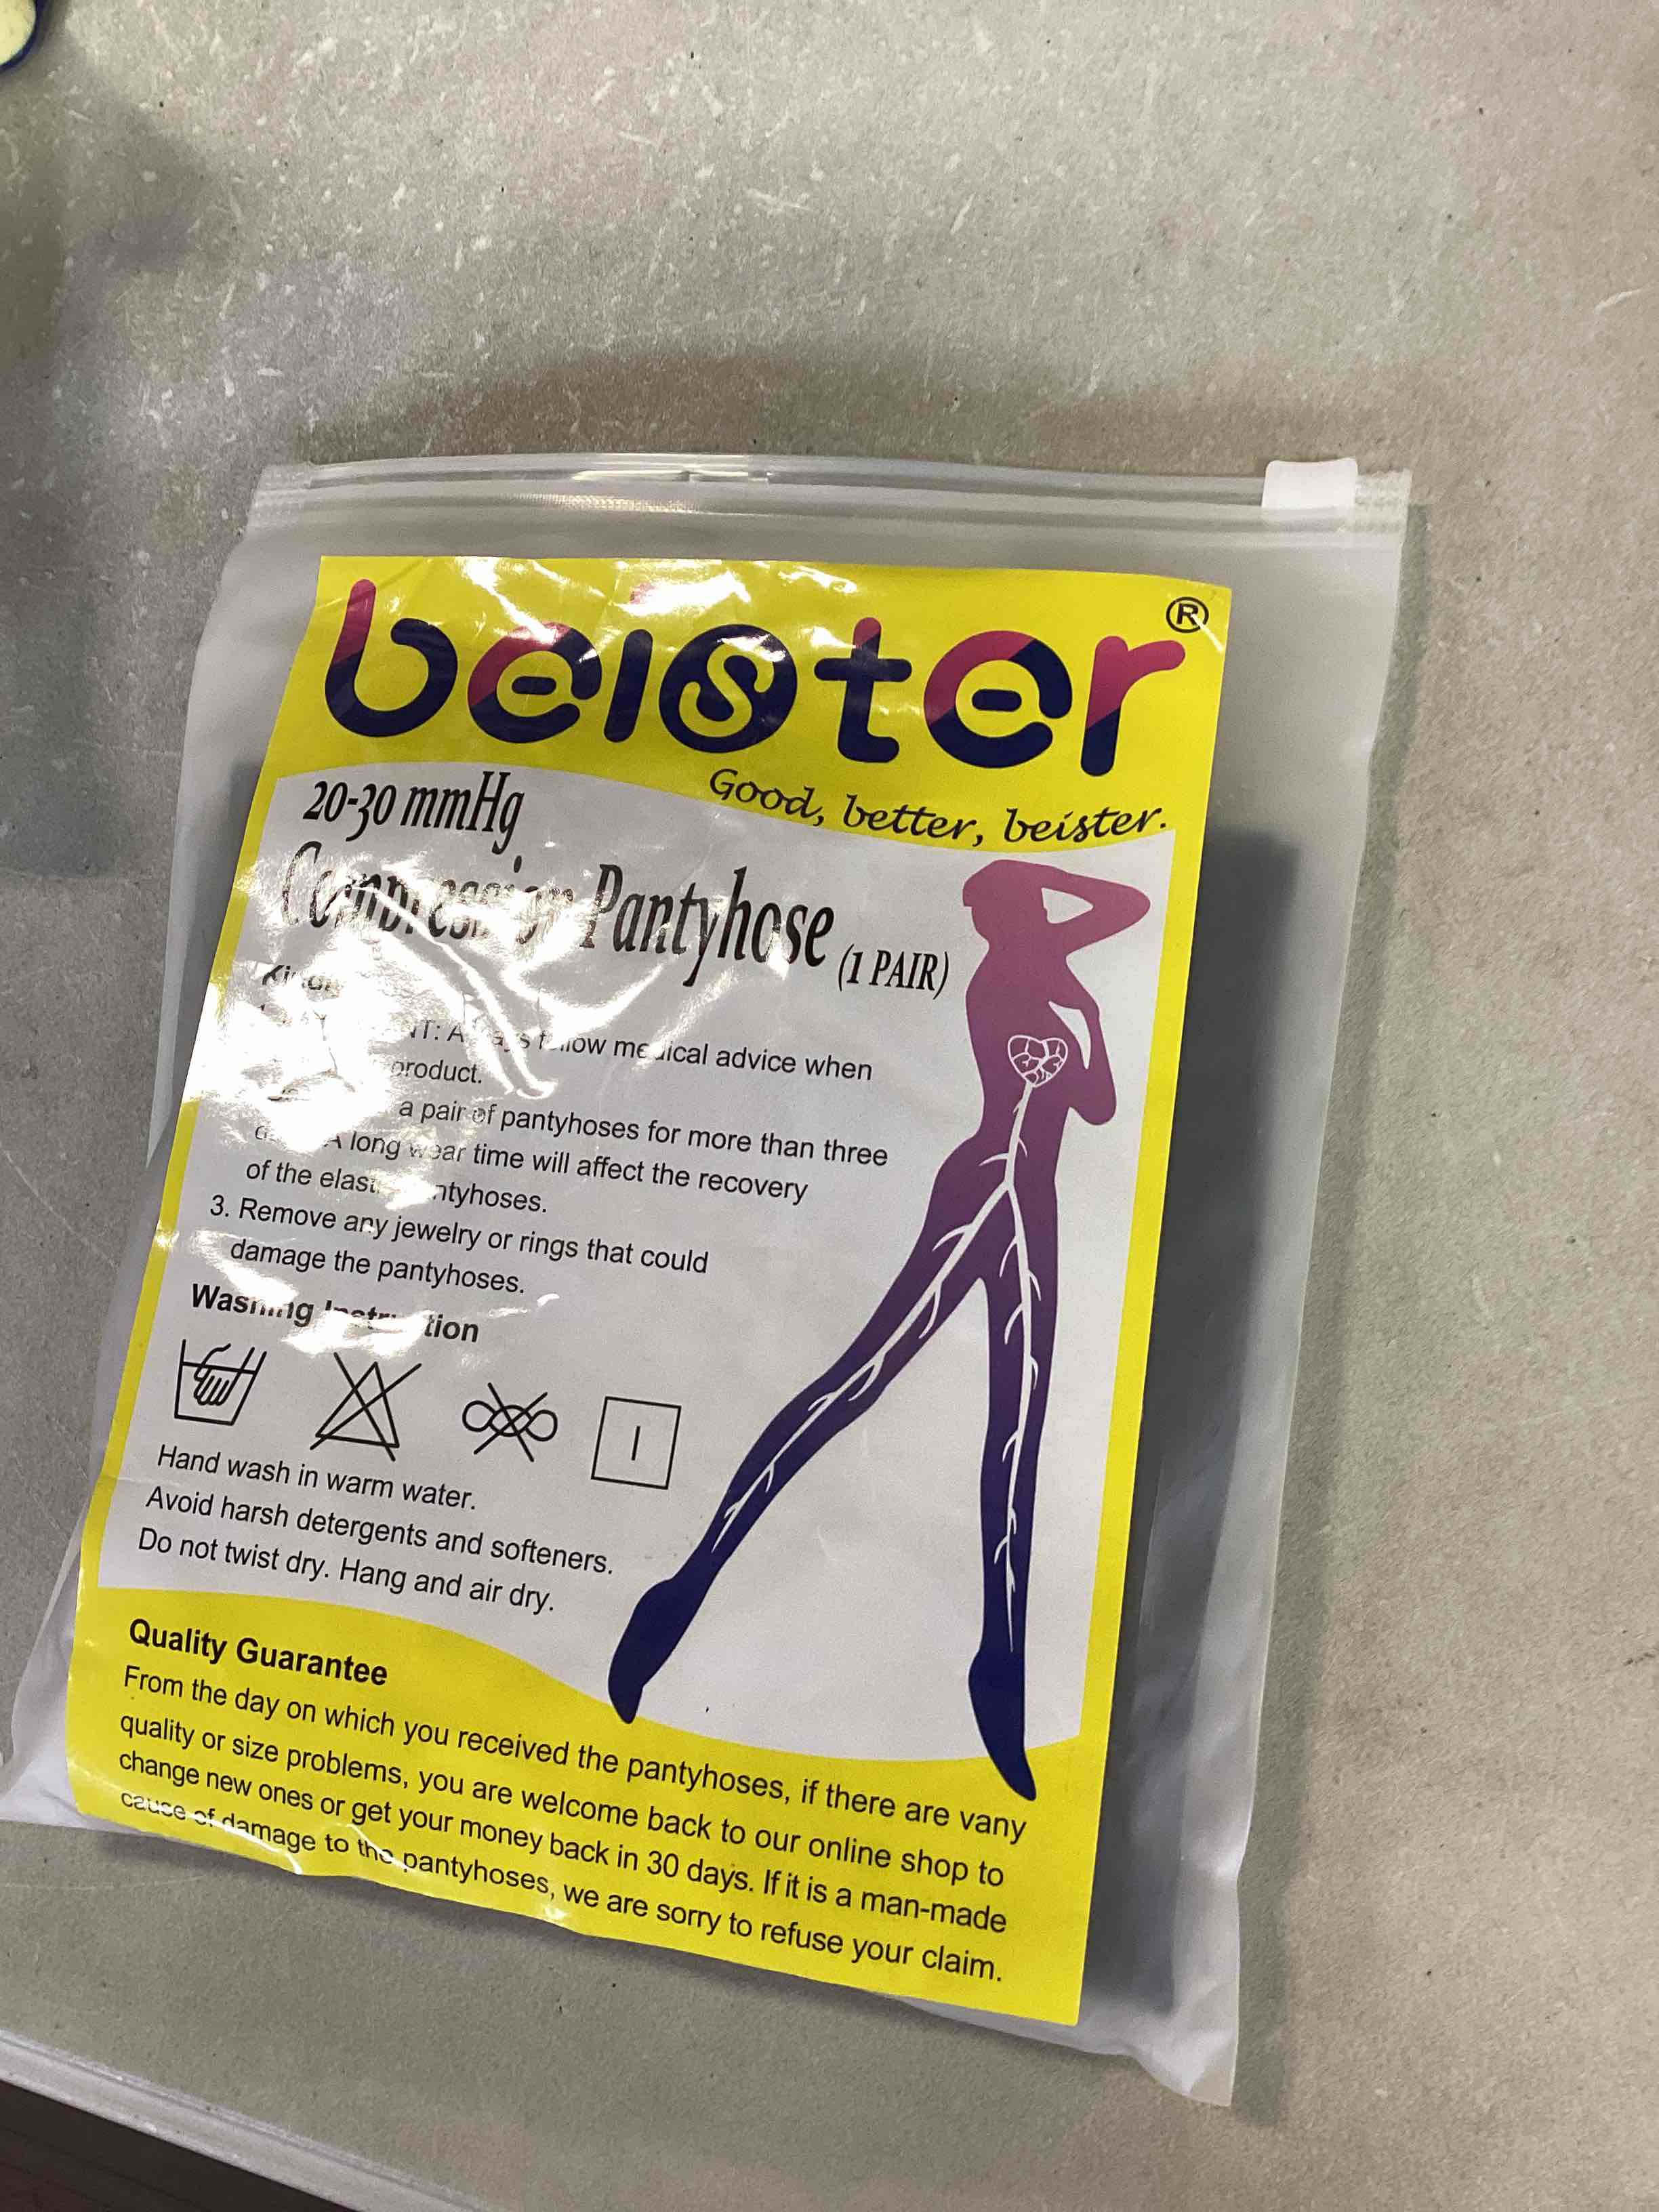 beister®
Good, better, beister.
20-30 mmHg
Compression Pantyhose (1 PAIR)
Always follow medical advice when
product.
a pair of pantyhoses for more than three
A long wear time will affect the recovery
of the
3. Remove any jewelry or rings that could
damage the pantyhoses.
Washing Instruction
Hand wash in warm water.
Avoid harsh detergents and softeners.
Do not twist dry. Hang and air dry.
Quality Guarantee
From the day on which you received the pantyhoses, if there are vany
quality or size problems, you are welcome back to our online shop to
change new ones or get your money back in 30 days. If it is a man-made
cause of damage to the pantyhoses, we are sorry to refuse your claim.